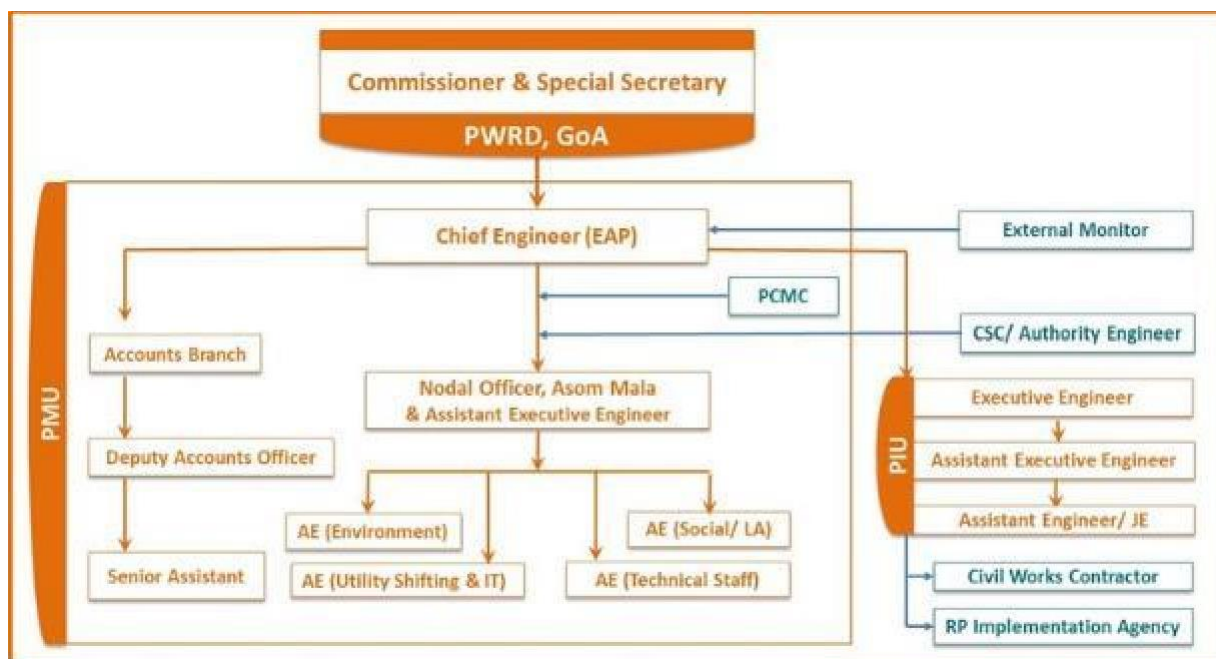 Commissioner & Special Secretary
PWRD, GoA
PMU
Chief Engineer (EAP)
External Monitor
PCMC
CSC/ Authority Engineer
Accounts Branch
Nodal Officer, Asom Mala
& Assistant Executive Engineer
Deputy Accounts Officer
Senior Assistant
AE (Environment)
AE (Social/ LA)
AE (Utility Shifting & IT)
AE (Technical Staff)
PIU
Executive Engineer
Assistant Executive Engineer
Assistant Engineer/ JE
Civil Works Contractor
RP Implementation Agency